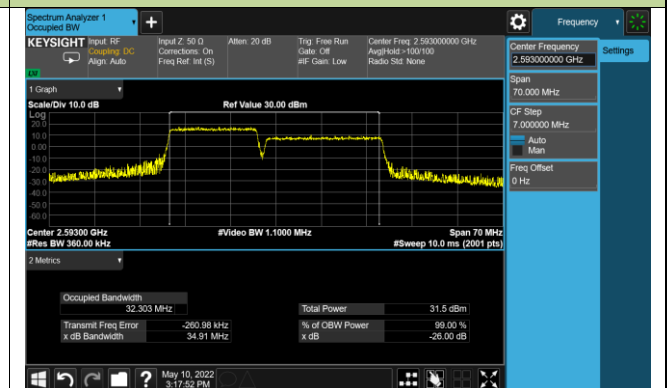 Spectrum Analyzer 1
Occupied BW
Frequency
KEYSIGHT
Input: RF
Coupling: DC
Align: Auto
Input Z: 50 Ω
Corrections: On
Freq Ref: Int (S)
Atten: 20 dB
Trig: Free Run
Gate: Off
#IF Gain: Low
Center Freq: 2.593000000 GHz
Avg|Hold:>100/100
Radio Std: None
Center Frequency
2.593000000 GHz
Settings
Span
70.000 MHz
CF Step
7.000000 MHz
Auto
Man
Freq Offset
0 Hz
1 Graph
Scale/Div 10.0 dB
Ref Value 30.00 dBm
Log
20.0
10.0
0.00
-10.0
-20.0
-30.0
-40.0
-50.0
-60.0
Center 2.59300 GHz
#Video BW 1.1000 MHz
Span 70 MHz
#Res BW 360.00 kHz
#Sweep 10.0 ms (2001 pts)
2 Metrics
Occupied Bandwidth
32.303 MHz
Total Power
31.5 dBm
Transmit Freq Error
-260.98 kHz
% of OBW Power
99.00 %
x dB Bandwidth
34.91 MHz
x dB
-26.00 dB
?
May 10, 2022
3:17:52 PM